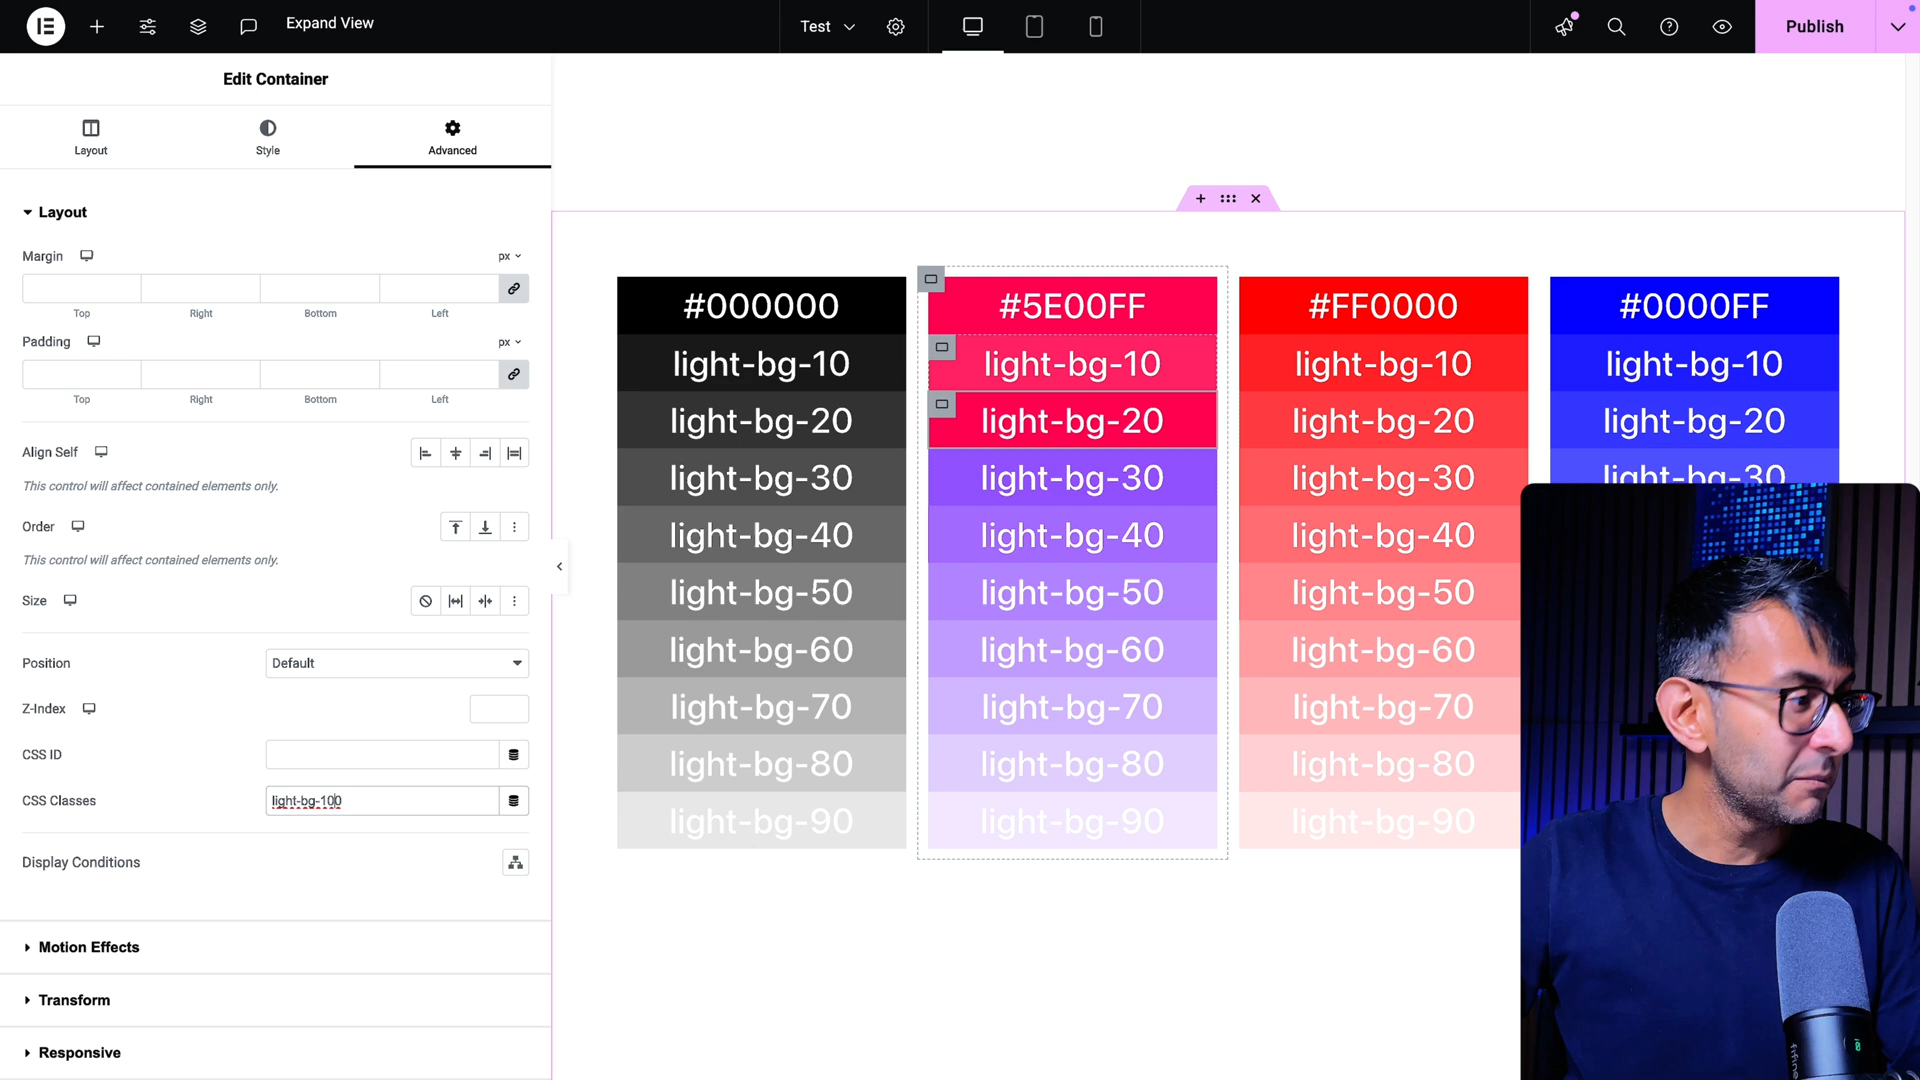 Expand View
Test
Publish
Edit Container
Layout
Style
Advanced
Layout
Margin
px
Top
Right
Bottom
Left
Padding
px
Top
Right
Bottom
Left
Align Self
This control will affect contained elements only.
Order
This control will affect contained elements only.
Size
Position
Default
Z-Index
CSS ID
CSS Classes
light-bg-100
Display Conditions
Motion Effects
Transform
Responsive
#000000
light-bg-10
light-bg-20
light-bg-30
light-bg-40
light-bg-50
light-bg-60
light-bg-70
light-bg-80
light-bg-90
#5E00FF
light-bg-10
light-bg-20
light-bg-30
light-bg-40
light-bg-50
light-bg-60
light-bg-70
light-bg-80
light-bg-90
#FF0000
light-bg-10
light-bg-20
light-bg-30
light-bg-40
light-bg-50
light-bg-60
light-bg-70
light-bg-80
light-bg-90
#0000FF
light-bg-10
light-bg-20
light-bg-30